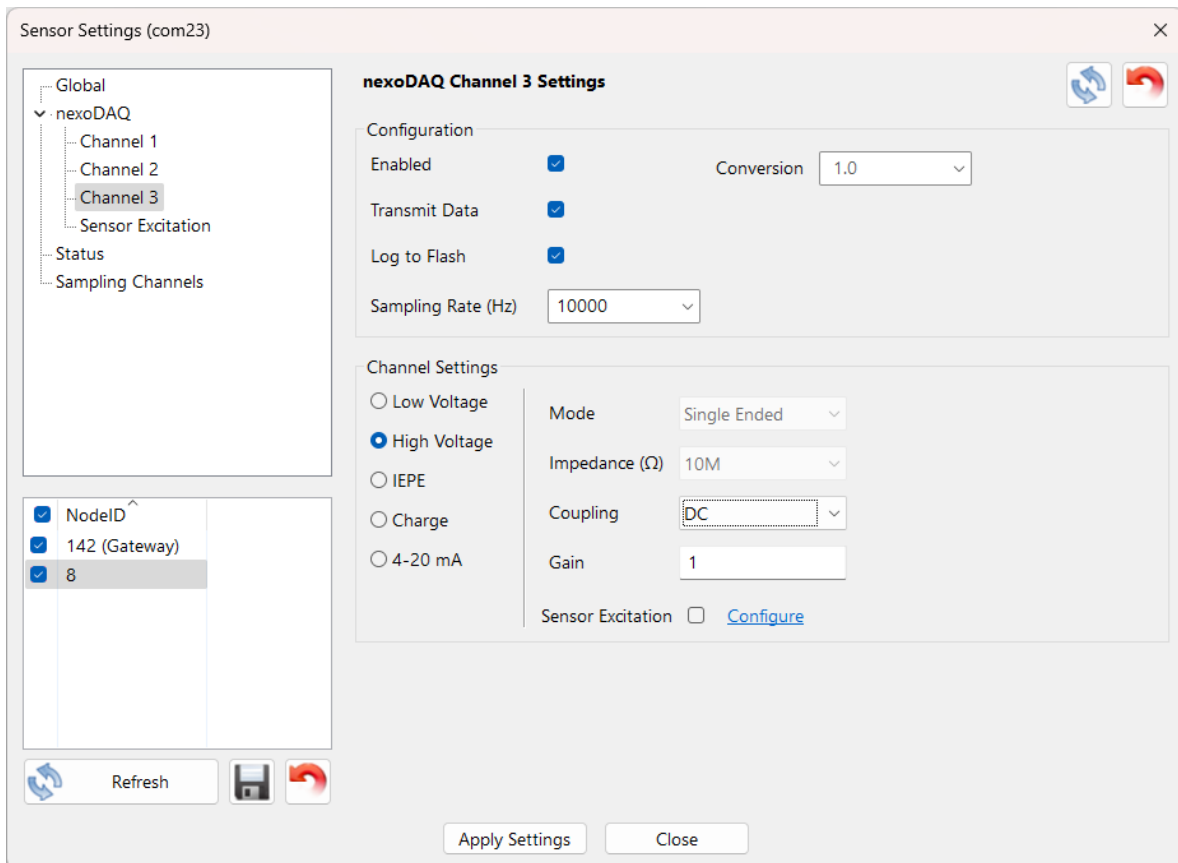 Sensor Settings (com23)
Global
nexoDAQ
Channel 1
Channel 2
Channel 3
Sensor Excitation
Status
Sampling Channels
NodeID
142 (Gateway)
8
Refresh
nexoDAQ Channel 3 Settings
Configuration
Enabled
Conversion 1.0
Transmit Data
Log to Flash
Sampling Rate (Hz) 10000
Channel Settings
Low Voltage
High Voltage
IEPE
Charge
4-20 mA
Mode Single Ended
Impedance (Ω) 10M
Coupling DC
Gain 1
Sensor Excitation Configure
Apply Settings Close